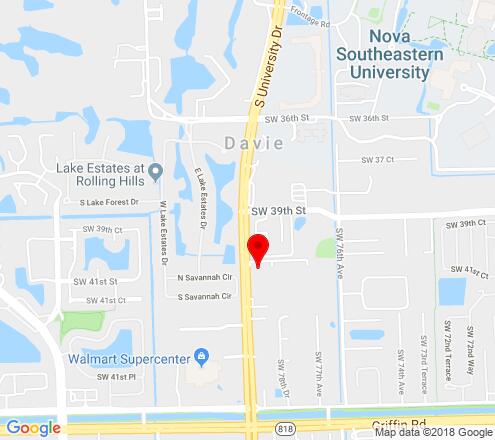 Frontage Rd
S University Dr
Nova
Southeastern
University
SW 36th St
SW 36th St
Davie
SW 37 Ct
Lake Estates at
Rolling Hills
E Lake Estates Dr
S Lake Forest Dr
W Lake Estates Dr
SW 39th St
SW 39th Ct
SW 39th Ct
SW 76th Ave
N Savannah Cir
SW 41st St
SW 41st Ct
SW 41st Ct
S Savannah Cir
SW 72nd Terrace
SW 72nd Way
SW 73rd Terrace
SW 74th Ave
SW 77th Ave
SW 78th Dr
Walmart Supercenter
SW 41st Pl
Griffin Rd
818
Google
Map data ©2018 Google